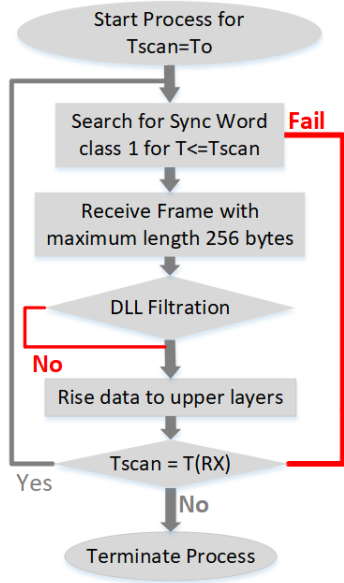 Start Process for
Tscan=To
Search for Sync Word
class 1 for T<=Tscan
Fail
Receive Frame with
maximum length 256 bytes
DLL Filtration
No
Rise data to upper layers
Tscan = T(RX)
Yes
No
Terminate Process